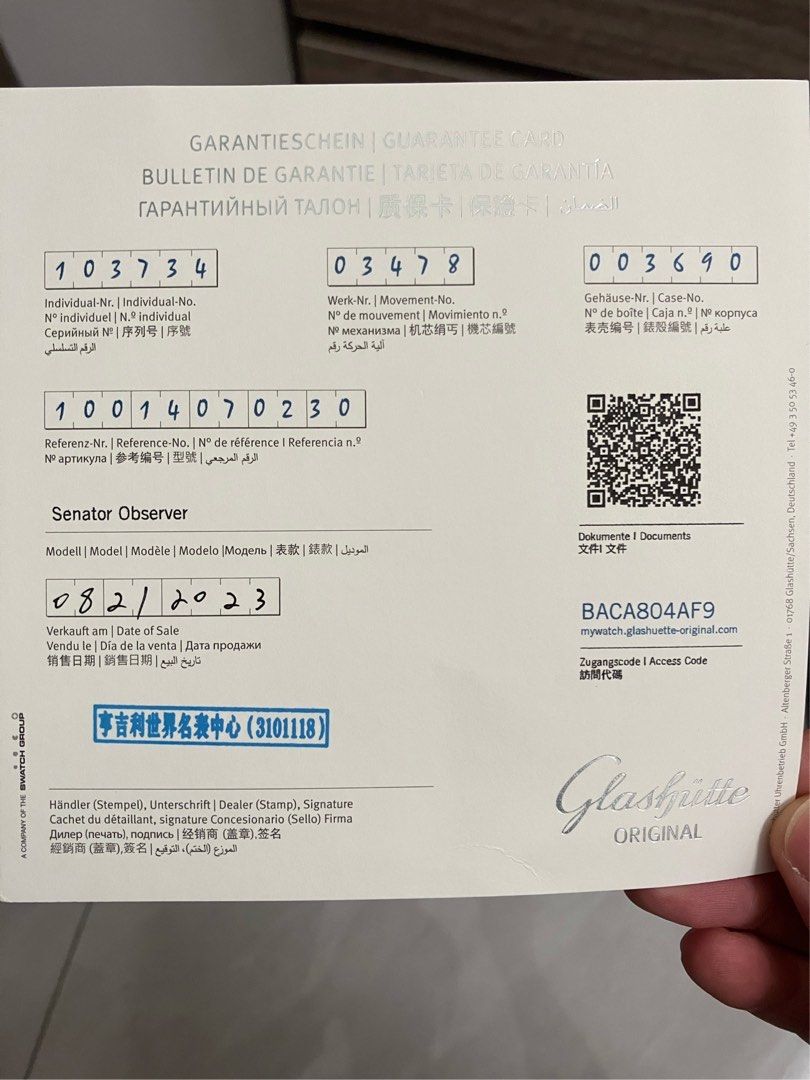 GARANTIESCHEIN | GUARANTEE CARD
BULLETIN DE GARANTIE | TARJETA DE GARANTÍA
ГАРАНТИЙНЫЙ ТАЛОН | 质保卡 | 保證卡 | الضمان
103734
Individual-Nr. | Individual-No.
N° individuel | N.º individual
Серийный № | 序列号 | 序號
الرقم التسلسلي
03478
Werk-Nr. | Movement-No.
N° de mouvement | Movimiento n.º
№ механизма | 机芯编号 | 機芯編號
آلية الحركة رقم
003690
Gehäuse-Nr. | Case-No.
N° de boîte | Caja n.º | № корпуса
表壳编号 | 錶殼編號 | علبة رقم
10014070230
Referenz-Nr. | Reference-No. | N° de référence I Referencia n.º
№ артикула | 参考编号 | 型號 | الرقم المرجعي
Senator Observer
Modell | Model | Modèle | Modelo |Модель | 表款 | 錶款 | الموديل
Dokumente I Documents
文件I 文件
08212023
Verkauft am | Date of Sale
Vendu le | Día de la venta | Дата продажи
销售日期 | 銷售日期 | تاريخ البيع
BACA804AF9
mywatch.glashuette-original.com
Zugangscode I Access Code
訪問代碼
亨吉利世界名表中心 (3101118)
Händler (Stempel), Unterschrift | Dealer (Stamp), Signature
Cachet du détaillant, signature Concesionario (Sello) Firma
Дилер (печать), подпись | 经销商 (盖章),签名
經銷商 (蓋章),簽名 | الموزع (الختم)، التوقيع
Glashütte
ORIGINAL
A COMPANY OF THE SWATCH GROUP
Uhrenbetrieb GmbH · Altenberger Straße 1 · 01768 Glashütte/Sachsen, Deutschland · Tel +49 3 50 53 46-0